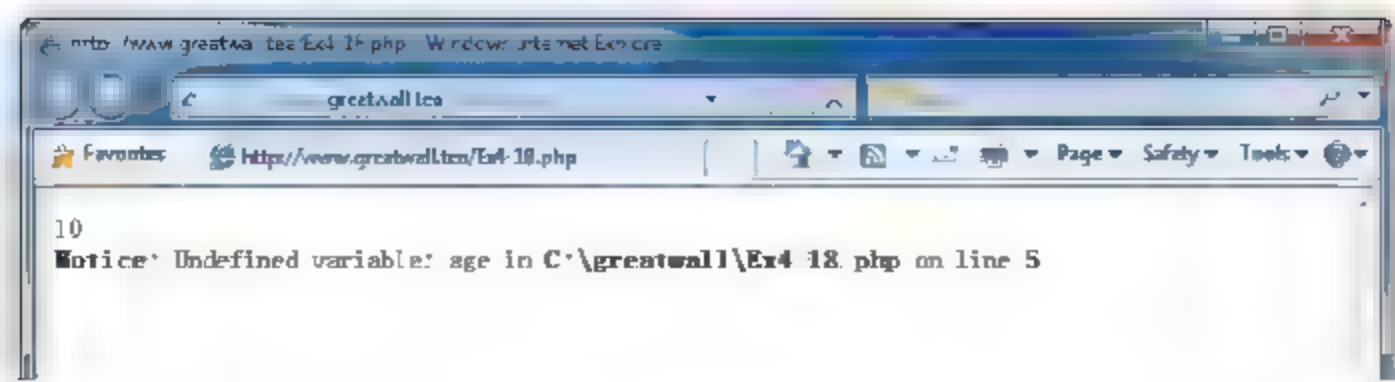 greatwall tea
Favorites http://www.greatwall.tea/Ex4-18.php Page Safety Tools
10
Notice: Undefined variable: age in C:\greatwall\Ex4-18.php on line 5